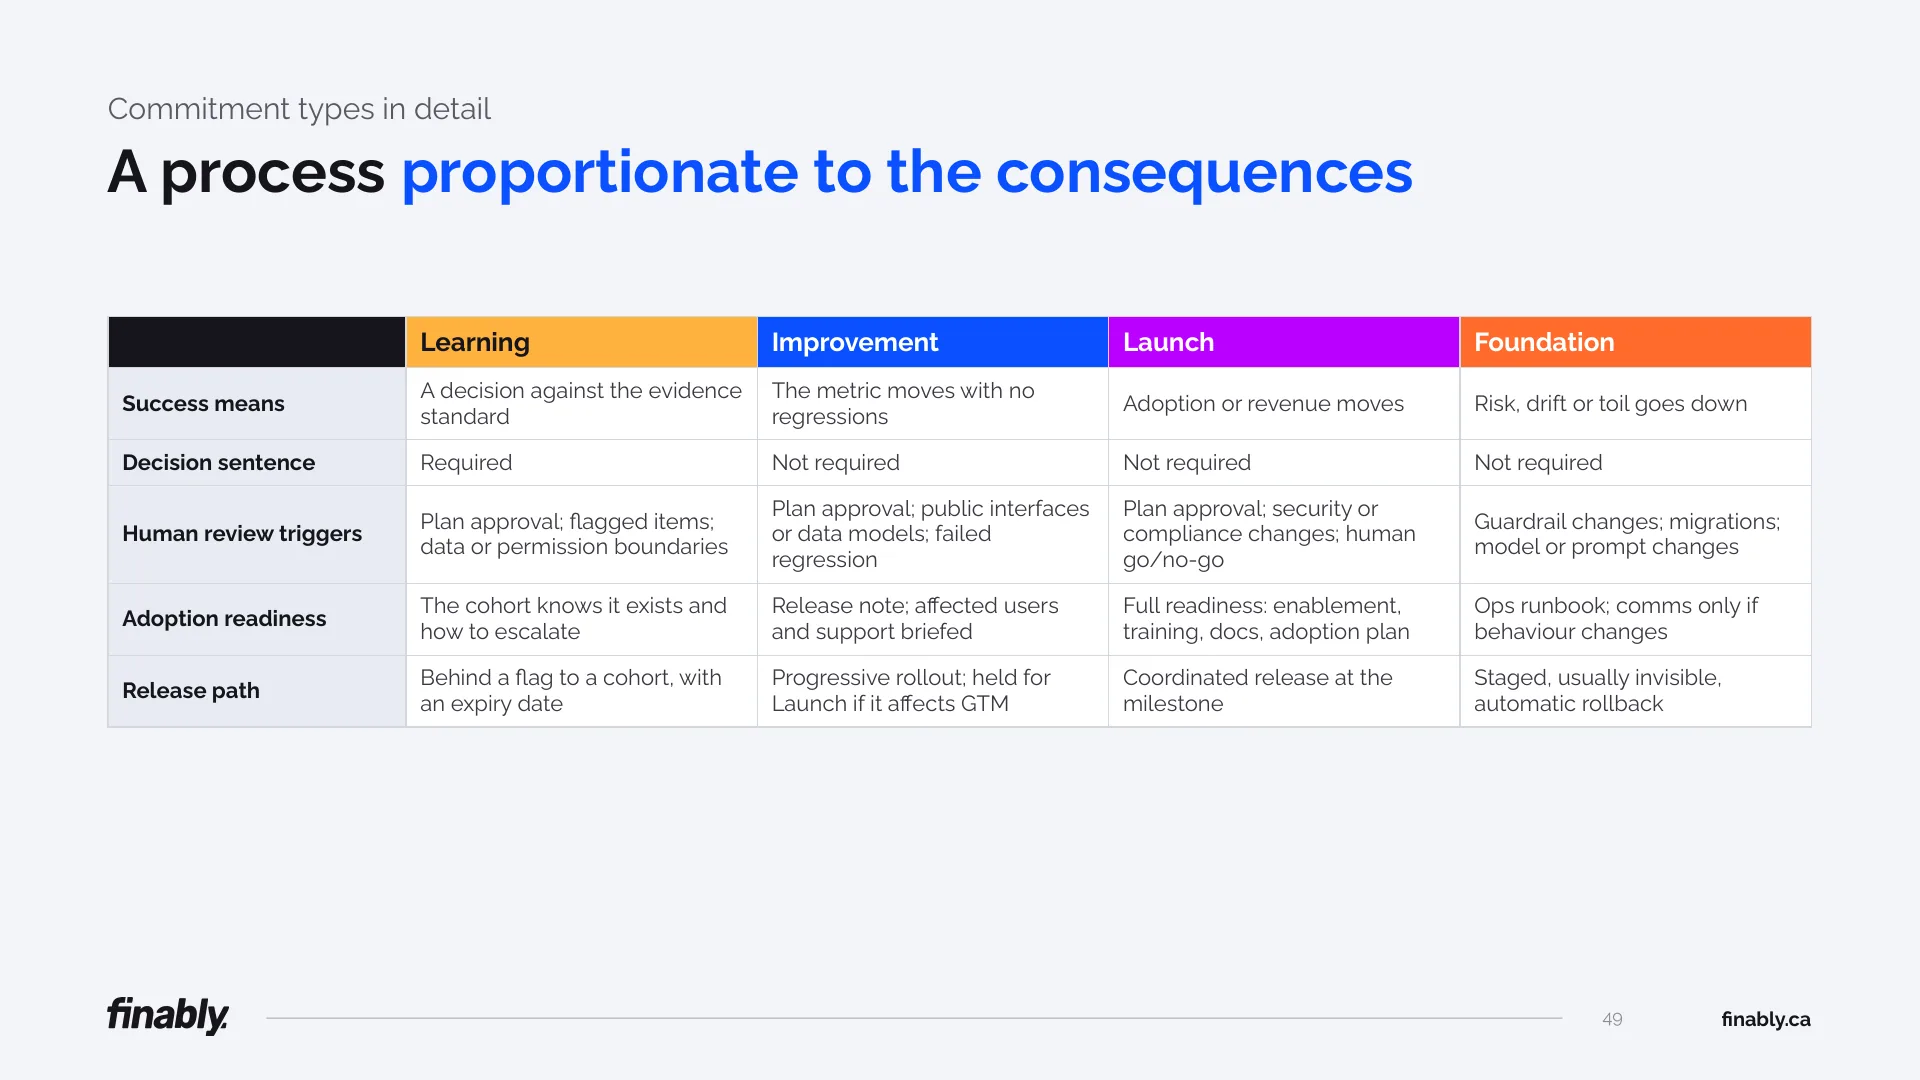 Commitment types in detail
A process proportionate to the consequences
Learning
Improvement
Launch
Foundation
Success means
A decision against the evidence
standard
The metric moves with no
regressions
Adoption or revenue moves
Risk, drift or toil goes down
Decision sentence
Required
Not required
Not required
Not required
Human review triggers
Plan approval; flagged items;
data or permission boundaries
Plan approval; public interfaces
or data models; failed
regression
Plan approval; security or
compliance changes; human
go/no-go
Guardrail changes; migrations;
model or prompt changes
Adoption readiness
The cohort knows it exists and
how to escalate
Release note; affected users
and support briefed
Full readiness: enablement,
training, docs, adoption plan
Ops runbook; comms only if
behaviour changes
Release path
Behind a flag to a cohort, with
an expiry date
Progressive rollout; held for
Launch if it affects GTM
Coordinated release at the
milestone
Staged, usually invisible,
automatic rollback
finably.
49
finably.ca